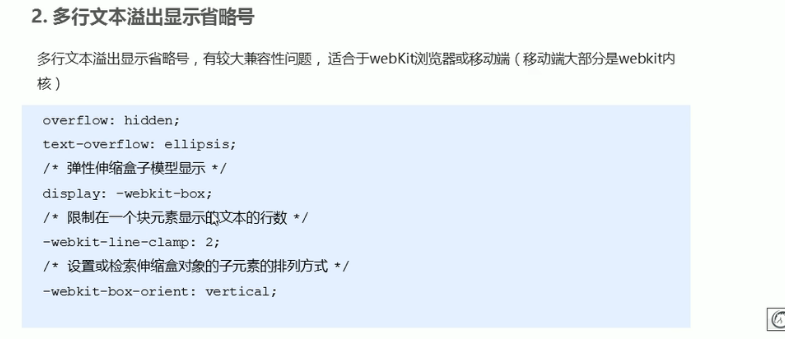 2. 多行文本溢出显示省略号
多行文本溢出显示省略号，有较大兼容性问题， 适合于webKit浏览器或移动端（移动端大部分是webkit内
核）
overflow: hidden;
text-overflow: ellipsis;
/* 弹性伸缩盒子模型显示 */
display: -webkit-box;
/* 限制在一个块元素显示的文本的行数 */
-webkit-line-clamp: 2;
/* 设置或检索伸缩盒对象的子元素的排列方式 */
-webkit-box-orient: vertical;